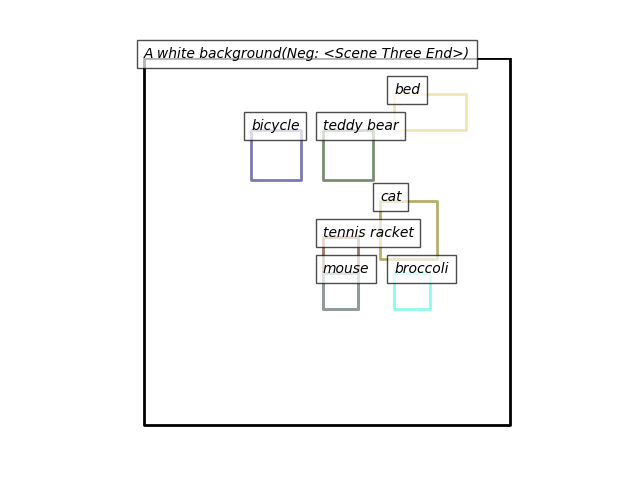 A white background(Neg: <Scene Three End>)
bed
bicycle
teddy bear
cat
tennis racket
mouse
broccoli